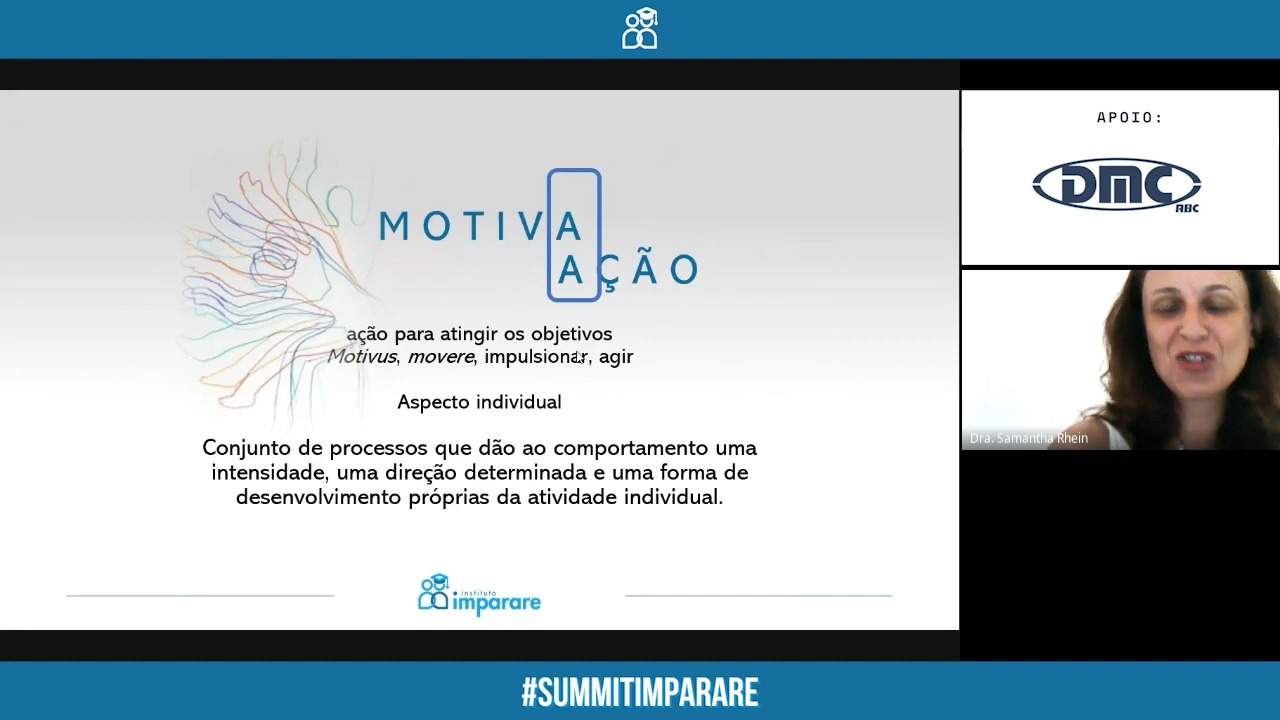 MOTIVA
AÇÃO
ação para atingir os objetivos
Motivus, movere, impulsionar, agir
Aspecto individual
Conjunto de processos que dão ao comportamento uma
intensidade, uma direção determinada e uma forma de
desenvolvimento próprias da atividade individual.
instituto
imparare
APOIO:
DMC
ABC
Dra. Samantha Rhein
#SUMMITIMPARARE